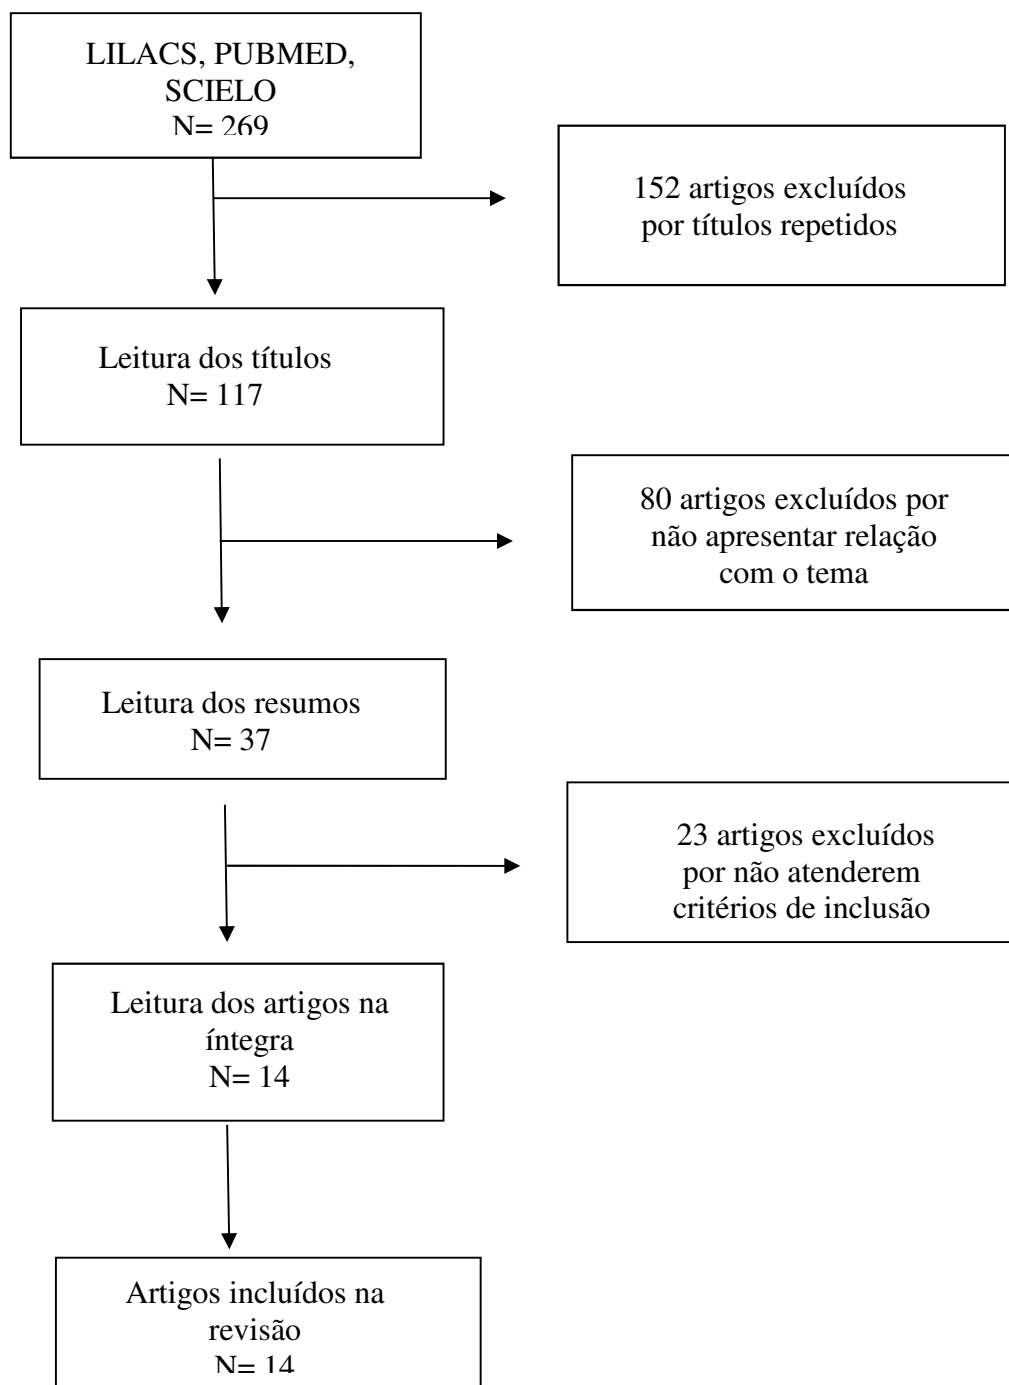 LILACS, PUBMED,
SCIELO
N= 269
152 artigos excluídos
por títulos repetidos
Leitura dos títulos
N= 117
80 artigos excluídos por
não apresentar relação
com o tema
Leitura dos resumos
N= 37
23 artigos excluídos
por não atenderem
critérios de inclusão
Leitura dos artigos na
íntegra
N= 14
Artigos incluídos na
revisão
N= 14